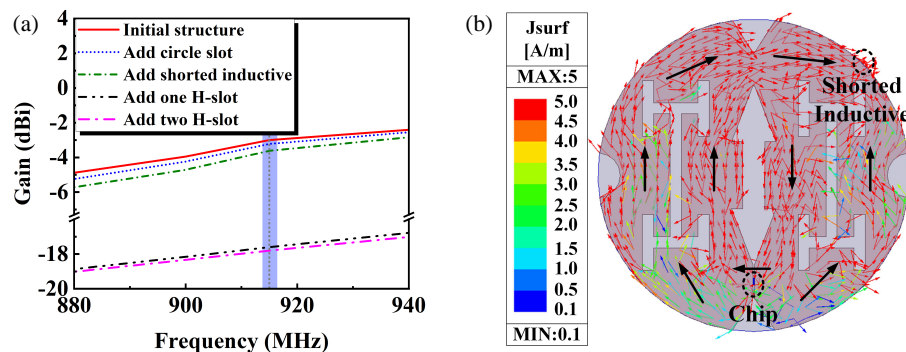 (a)
4
2
0
-2
-4
-6
-18
-20
Gain (dBi)
Initial structure
Add circle slot
Add shorted inductive
Add one H-slot
Add two H-slot
880
900
920
940
Frequency (MHz)
(b)
Jsurf
[A/m]
MAX:5
5.0
4.5
4.0
3.5
3.0
2.5
2.0
1.5
1.0
0.5
0.1
MIN:0.1
Shorted
Inductive
Chip